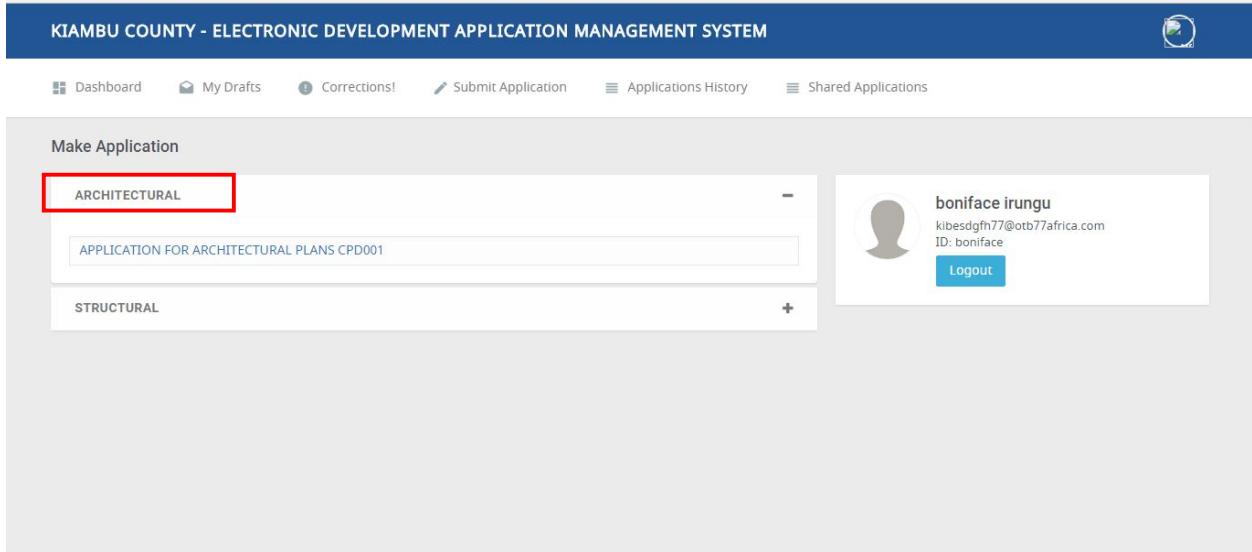 KIAMBU COUNTY - ELECTRONIC DEVELOPMENT APPLICATION MANAGEMENT SYSTEM
Dashboard My Drafts Corrections! Submit Application Applications History Shared Applications
Make Application
ARCHITECTURAL
APPLICATION FOR ARCHITECTURAL PLANS CPD001
STRUCTURAL
boniface irungu
kibesdgfh77@otb77africa.com
ID: boniface
Logout